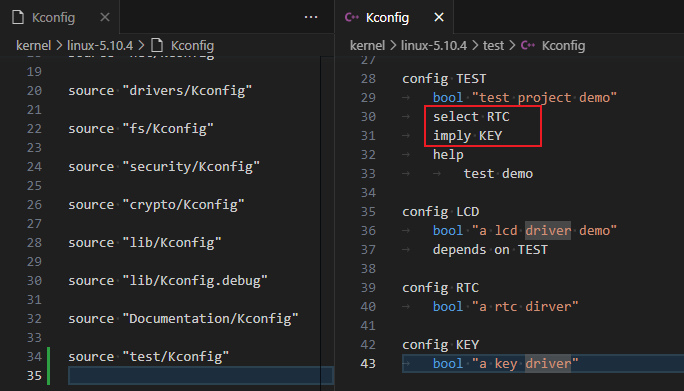 Kconfig
kernel > linux-5.10.4 > Kconfig
19
20 source "drivers/Kconfig"
21
22 source "fs/Kconfig"
23
24 source "security/Kconfig"
25
26 source "crypto/Kconfig"
27
28 source "lib/Kconfig"
29
30 source "lib/Kconfig.debug"
31
32 source "Documentation/Kconfig"
33
34 source "test/Kconfig"
35
Kconfig
kernel > linux-5.10.4 > test > Kconfig
27
28 config TEST
29 bool "test project demo"
30 select RTC
31 imply KEY
32 help
33 test demo
34
35 config LCD
36 bool "a lcd driver demo"
37 depends on TEST
38
39 config RTC
40 bool "a rtc dirver"
41
42 config KEY
43 bool "a key driver"